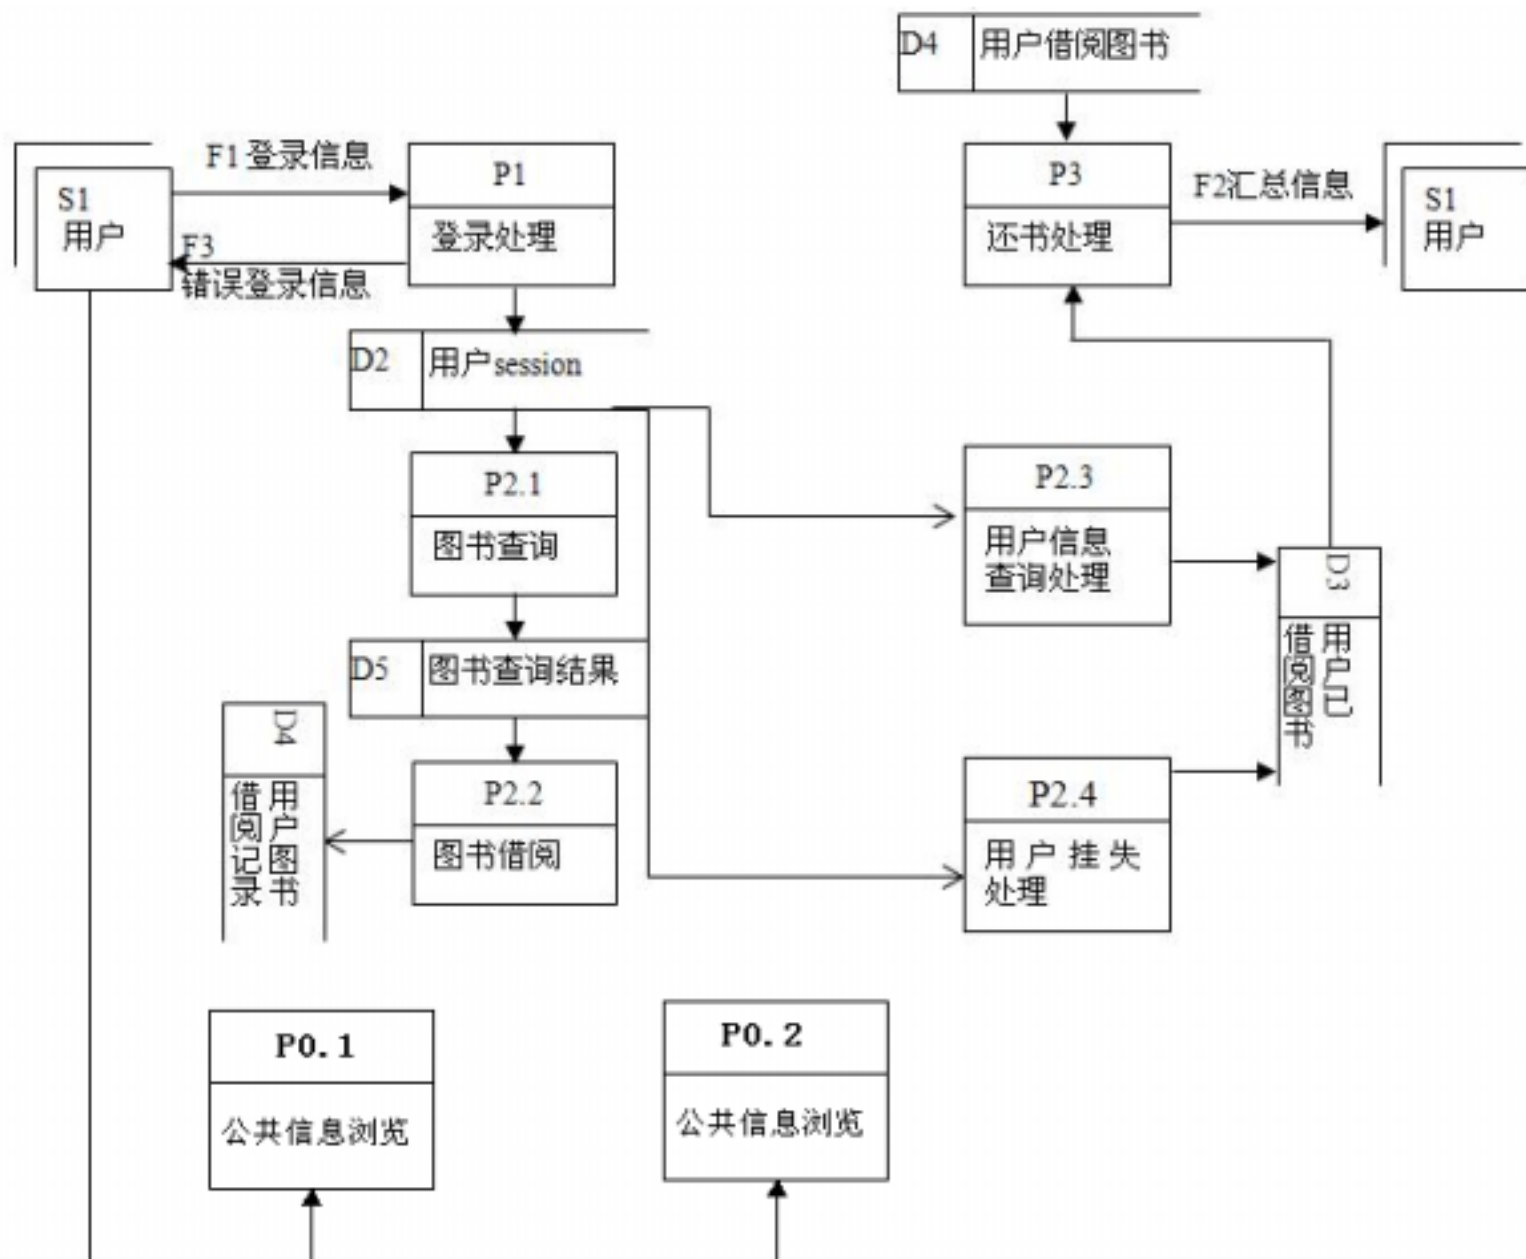 D4
用户借阅图书
F1登录信息
P1
P3
F2汇总信息
S1
用户
登录处理
还书处理
S1
用户
F3
错误登录信息
D2
用户session
P2.1
图书查询
P2.3
用户信息
查询处理
D3
用户已
借阅图书
D5
图书查询结果
D4
用户图书
借阅记录
P2.2
图书借阅
P2.4
用户挂失
处理
P0.1
公共信息浏览
P0.2
公共信息浏览